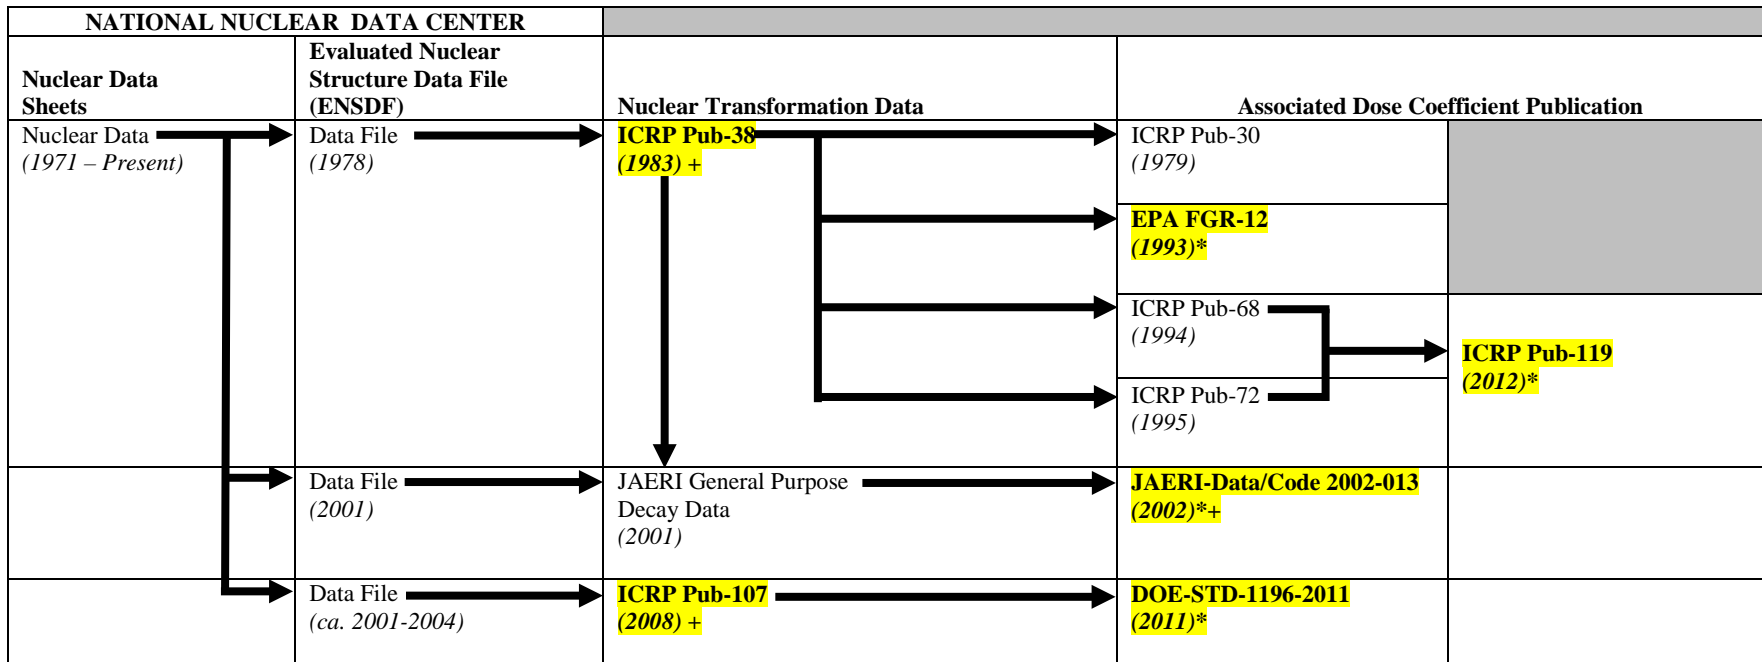 NATIONAL NUCLEAR DATA CENTER
Nuclear Data
Sheets
Evaluated Nuclear
Structure Data File
(ENSDF)
Nuclear Transformation Data
Associated Dose Coefficient Publication
Nuclear Data
(1971 – Present)
Data File
(1978)
ICRP Pub-38
(1983) +
ICRP Pub-30
(1979)
EPA FGR-12
(1993)*
ICRP Pub-68
(1994)
ICRP Pub-72
(1995)
ICRP Pub-119
(2012)*
Data File
(2001)
JAERI General Purpose
Decay Data
(2001)
JAERI-Data/Code 2002-013
(2002)*+
Data File
(ca. 2001-2004)
ICRP Pub-107
(2008) +
DOE-STD-1196-2011
(2011)*